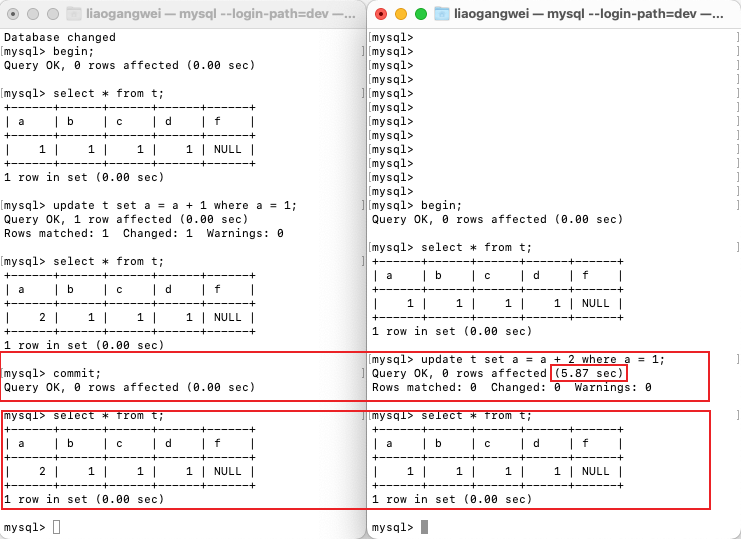 liaogangwei — mysql --login-path=dev —...
Database changed
mysql> begin;
Query OK, 0 rows affected (0.00 sec)
mysql> select * from t;
+------+------+------+------+------+
| a    | b    | c    | d    | f    |
+------+------+------+------+------+
|    1 |    1 |    1 |    1 | NULL |
+------+------+------+------+------+
1 row in set (0.00 sec)
mysql> update t set a = a + 1 where a = 1;
Query OK, 1 row affected (0.00 sec)
Rows matched: 1  Changed: 1  Warnings: 0
mysql> select * from t;
+------+------+------+------+------+
| a    | b    | c    | d    | f    |
+------+------+------+------+------+
|    2 |    1 |    1 |    1 | NULL |
+------+------+------+------+------+
1 row in set (0.00 sec)
mysql> commit;
Query OK, 0 rows affected (0.00 sec)
mysql> select * from t;
+------+------+------+------+------+
| a    | b    | c    | d    | f    |
+------+------+------+------+------+
|    2 |    1 |    1 |    1 | NULL |
+------+------+------+------+------+
1 row in set (0.00 sec)
mysql>
liaogangwei — mysql --login-path=dev —...
mysql>
mysql>
mysql>
mysql>
mysql>
mysql>
mysql>
mysql>
mysql>
mysql>
mysql>
mysql>
mysql> begin;
Query OK, 0 rows affected (0.00 sec)
mysql> select * from t;
+------+------+------+------+------+
| a    | b    | c    | d    | f    |
+------+------+------+------+------+
|    1 |    1 |    1 |    1 | NULL |
+------+------+------+------+------+
1 row in set (0.00 sec)
mysql> update t set a = a + 2 where a = 1;
Query OK, 0 rows affected (5.87 sec)
Rows matched: 0  Changed: 0  Warnings: 0
mysql> select * from t;
+------+------+------+------+------+
| a    | b    | c    | d    | f    |
+------+------+------+------+------+
|    1 |    1 |    1 |    1 | NULL |
+------+------+------+------+------+
1 row in set (0.00 sec)
mysql>